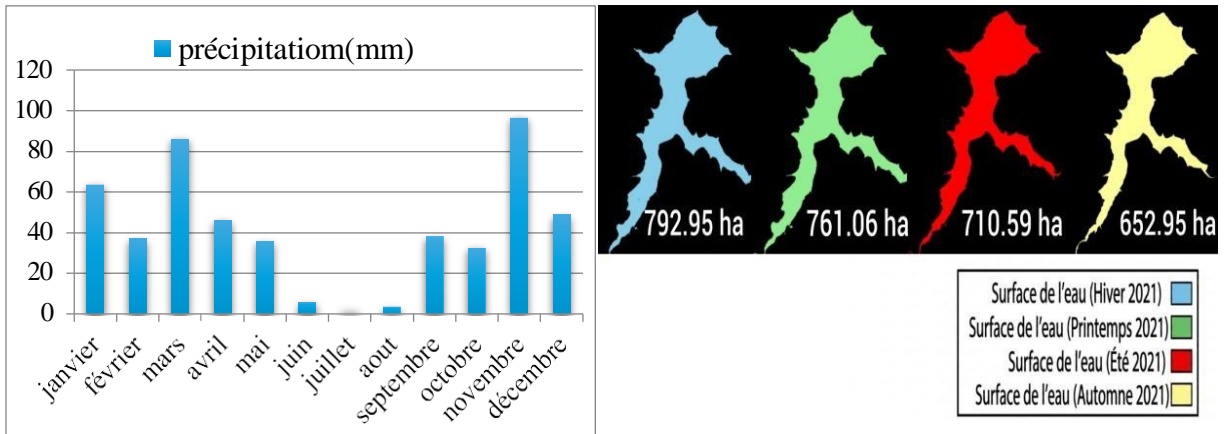 précipitatiom(mm)
120
100
80
60
40
20
0
janvier
février
mars
avril
mai
juin
juillet
aout
septembre
octobre
novembre
décembre
792.95 ha
761.06 ha
710.59 ha
652.95 ha
Surface de l'eau (Hiver 2021)
Surface de l'eau (Printemps 2021)
Surface de l'eau (Été 2021)
Surface de l'eau (Automne 2021)